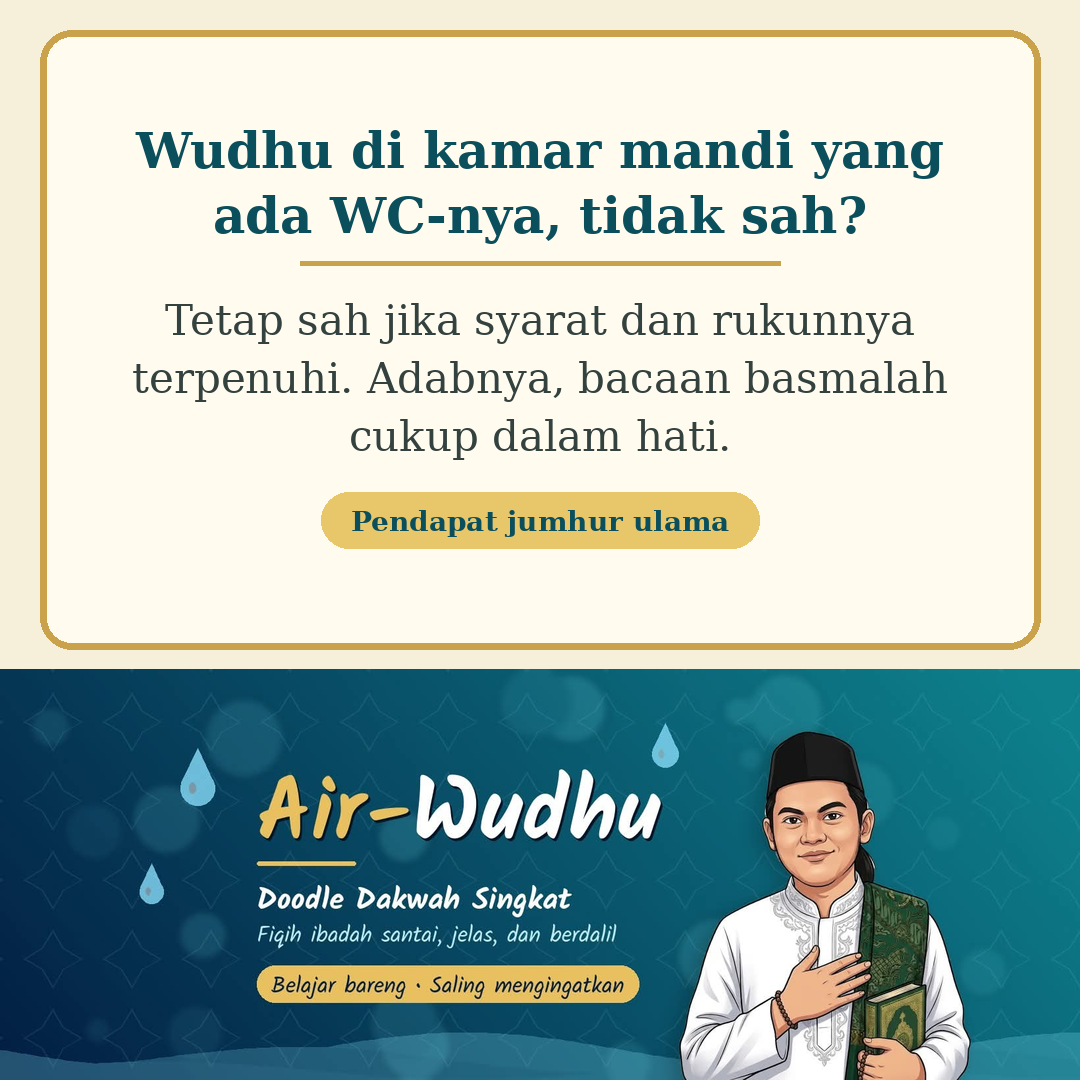 Wudhu di kamar mandi yang
ada WC-nya, tidak sah?
Tetap sah jika syarat dan rukunnya
terpenuhi. Adabnya, bacaan basmalah
cukup dalam hati.
Pendapat jumhur ulama
Air-Wudhu
Doodle Dakwah Singkat
Fiqih ibadah santai, jelas, dan berdalil
Belajar bareng · Saling mengingatkan